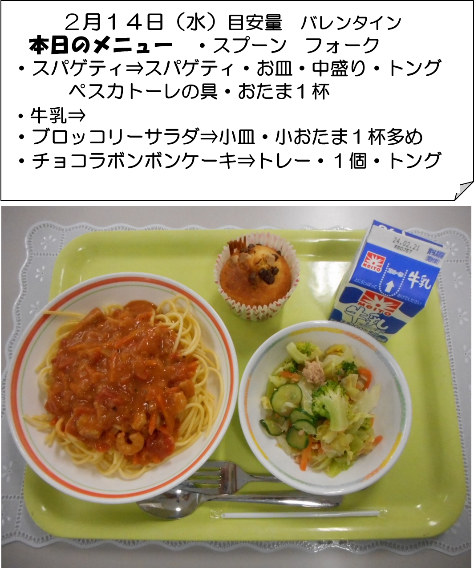 ２月１４日（水）目安量　バレンタイン
本日のメニュー　・スプーン　フォーク
・スパゲティ⇒スパゲティ・お皿・中盛り・トング
ペスカトーレの具・おたま１杯
・牛乳⇒
・ブロッコリーサラダ⇒小皿・小おたま１杯多め
・チョコラボンボンケーキ⇒トレー・１個・トング
牛乳